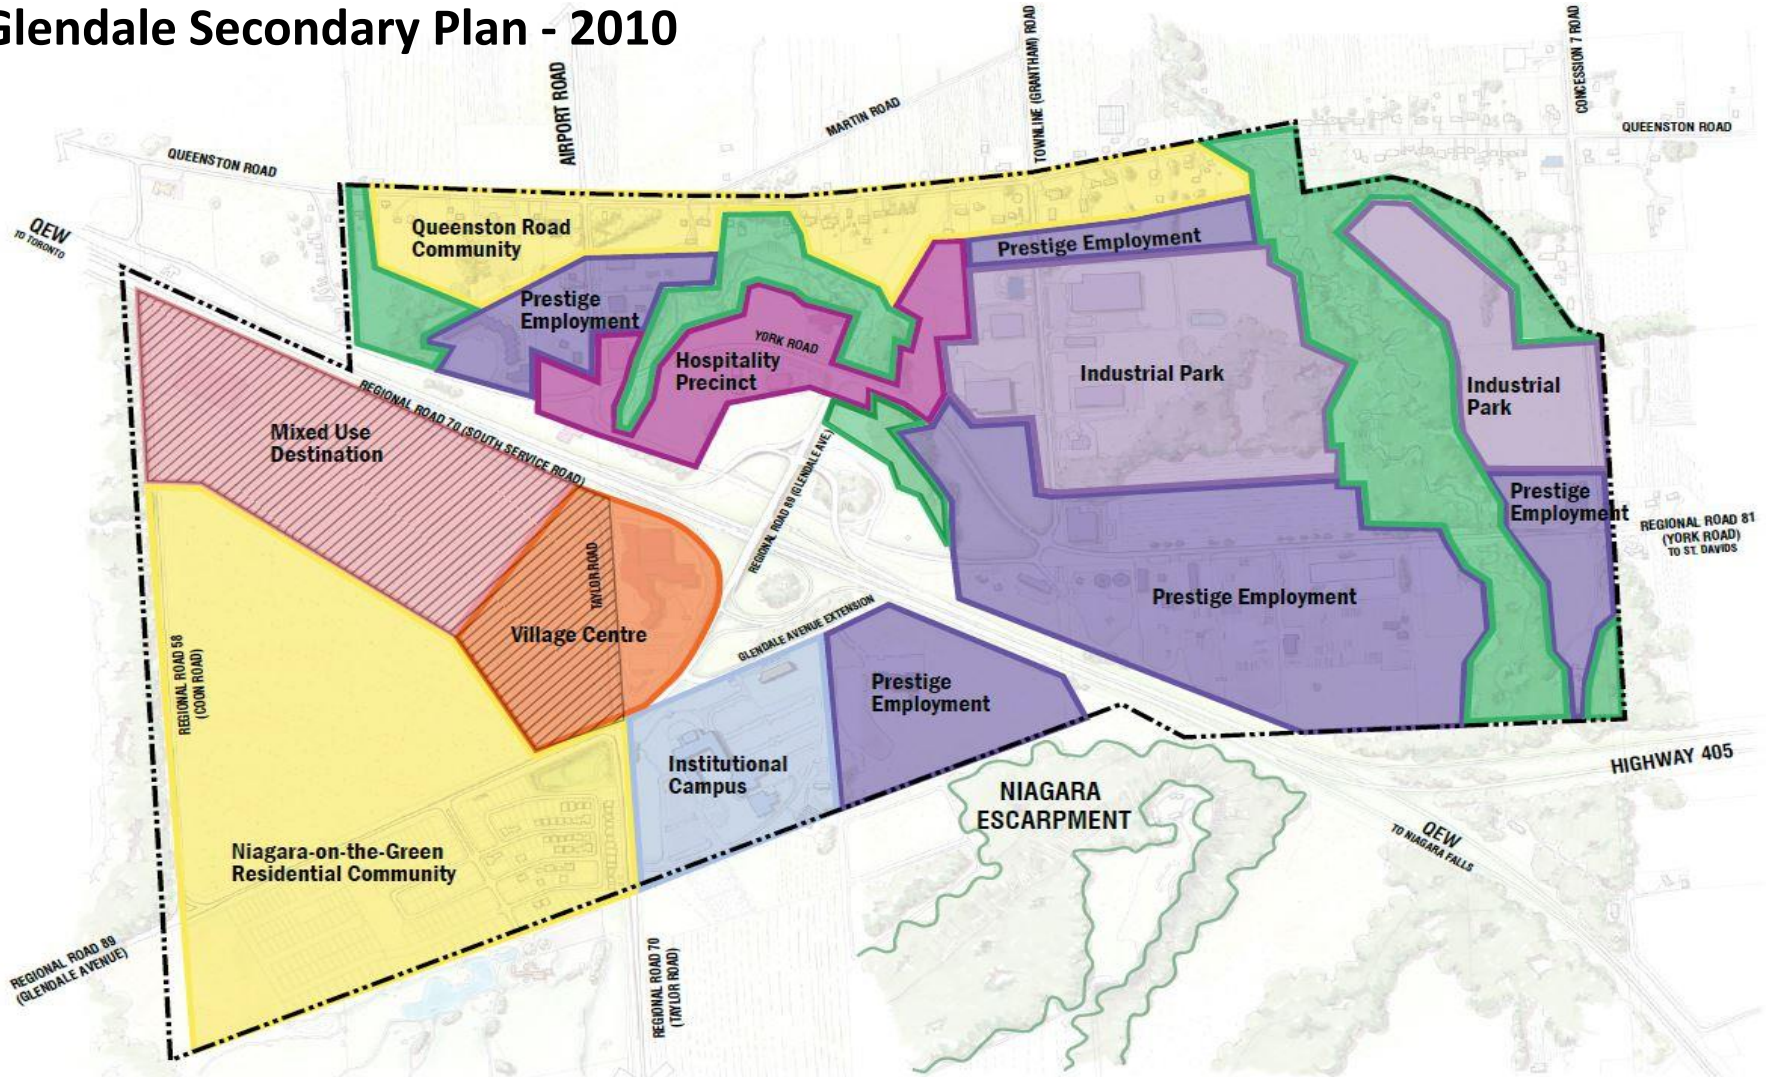 Glendale Secondary Plan - 2010
AIRPORT ROAD
MARTIN ROAD
TOWNLINE (GRANTHAM) ROAD
CONCESSION 7 ROAD
QUEENSTON ROAD
QUEENSTON ROAD
QEW
TO TORONTO
Queenston Road
Community
Prestige Employment
Prestige
Employment
YORK ROAD
Hospitality
Precinct
Industrial Park
Industrial
Park
REGIONAL ROAD 70 (SOUTH SERVICE ROAD)
Mixed Use
Destination
REGIONAL ROAD 89 (GLENDALE AVE.)
Prestige
Employment
REGIONAL ROAD 81
(YORK ROAD)
TO ST. DAVIDS
TAYLOR ROAD
Village Centre
Prestige Employment
GLENDALE AVENUE EXTENSION
REGIONAL ROAD 58
(COON ROAD)
Prestige
Employment
Institutional
Campus
HIGHWAY 405
NIAGARA
ESCARPMENT
QEW
TO NIAGARA FALLS
Niagara-on-the-Green
Residential Community
REGIONAL ROAD 89
(GLENDALE AVENUE)
REGIONAL ROAD 70
(TAYLOR ROAD)